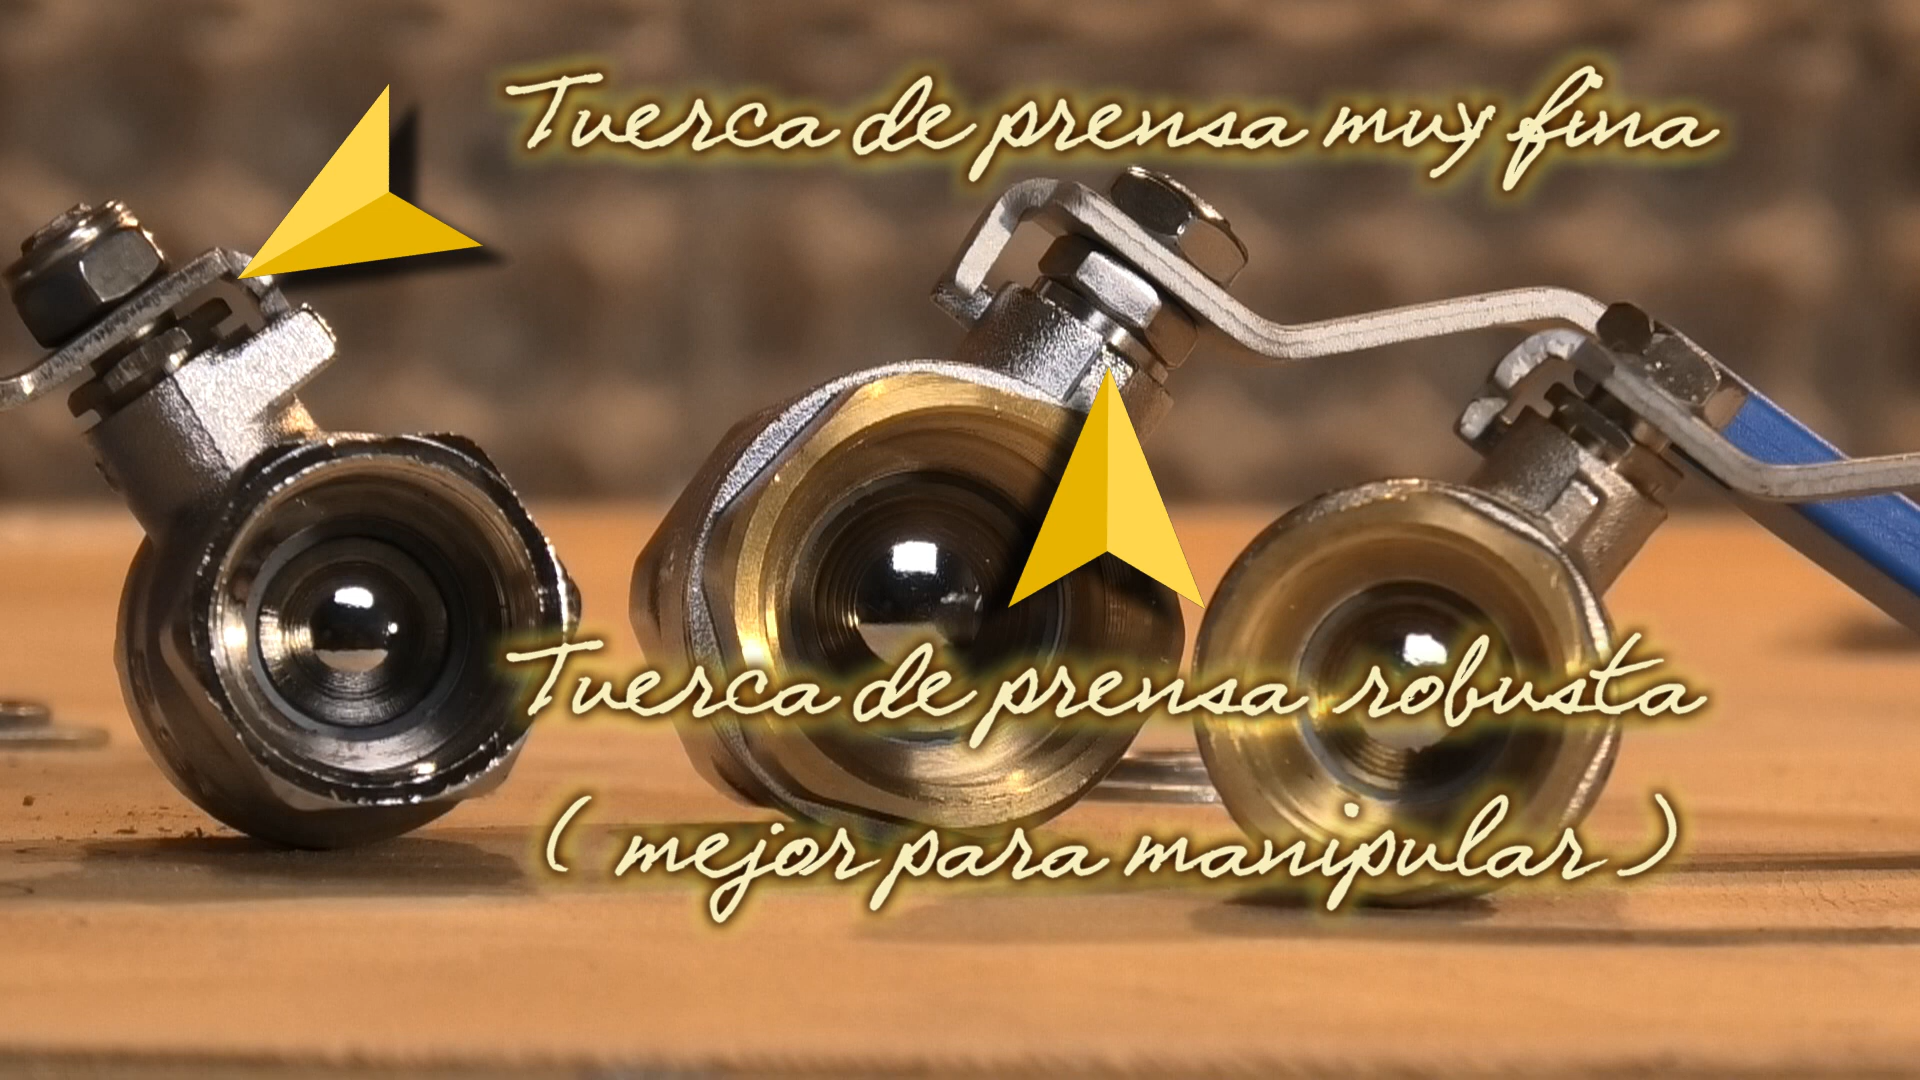 Tuerca de prensa muy fina
Tuerca de prensa robusta
( mejor para manipular )